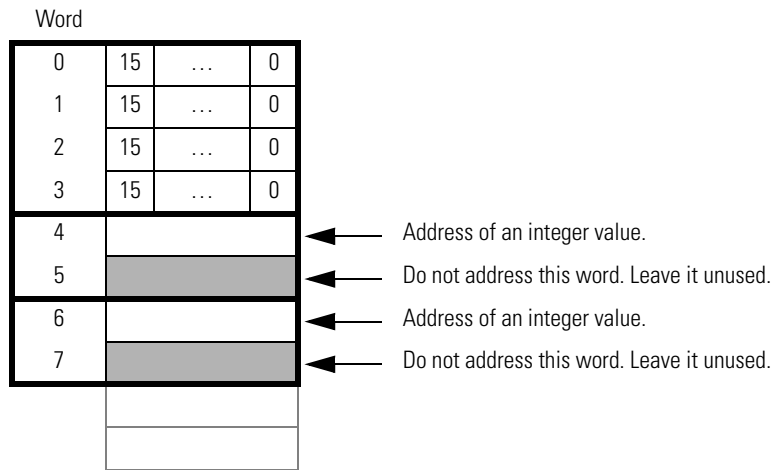 Word
0 15 ... 0
1 15 ... 0
2 15 ... 0
3 15 ... 0
4 Address of an integer value.
5 Do not address this word. Leave it unused.
6 Address of an integer value.
7 Do not address this word. Leave it unused.